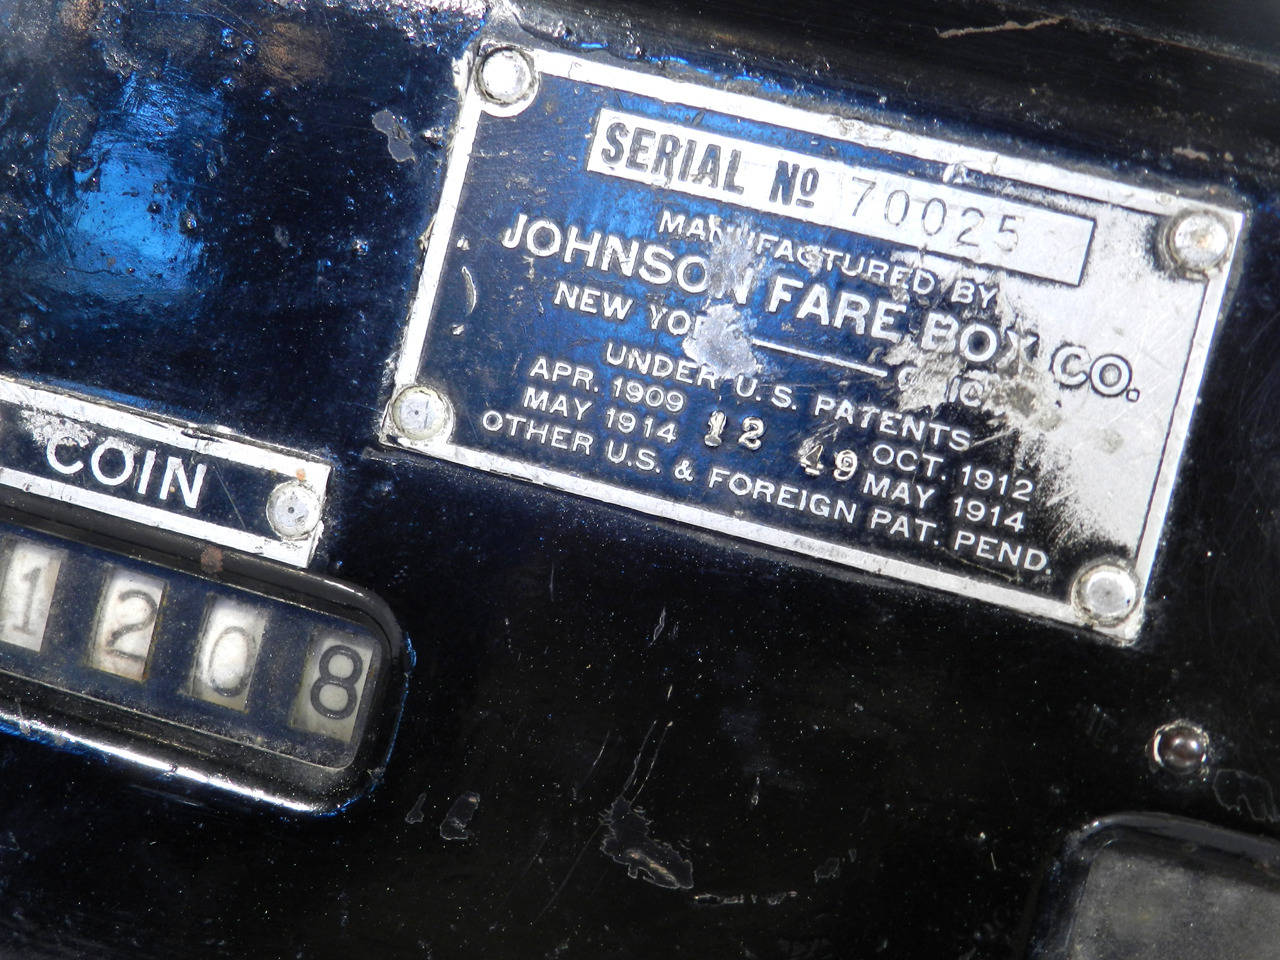 SERIAL Nº 70025
MANUFACTURED BY
JOHNSON FARE BOX CO.
NEW YORK
UNDER U.S. PATENTS
APR. 1909 OCT. 1912
MAY 1914 12 49 MAY 1914
OTHER U.S. & FOREIGN PAT. PEND.
COIN
1208